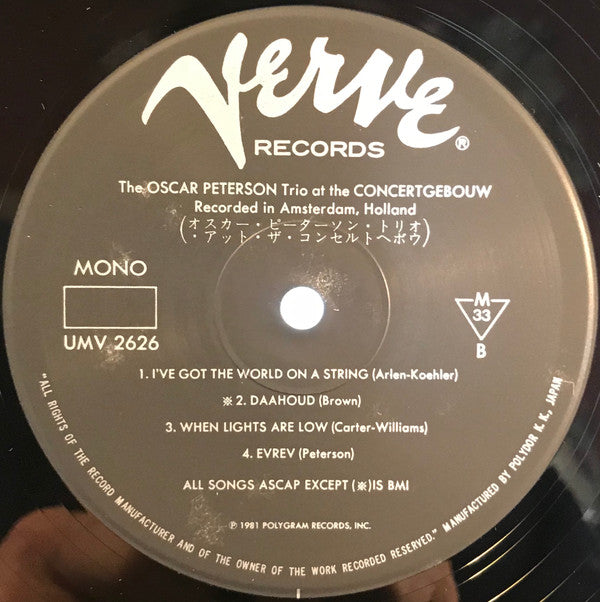 Verve®
RECORDS
The OSCAR PETERSON Trio at the CONCERTGEBOUW
Recorded in Amsterdam, Holland
(オスカー・ピーターソン・トリオ
・アット・ザ・コンセルトヘボウ)
MONO
UMV 2626
M
33
B
1. I'VE GOT THE WORLD ON A STRING (Arlen-Koehler)
※2. DAAHOUD (Brown)
3. WHEN LIGHTS ARE LOW (Carter-Williams)
4. EVREV (Peterson)
ALL SONGS ASCAP EXCEPT (※)IS BMI
℗ 1981 POLYGRAM RECORDS, INC.
"ALL RIGHTS OF THE RECORD MANUFACTURER AND OF THE OWNER OF THE WORK RECORDED RESERVED." MANUFACTURED BY POLYDOR K.K., JAPAN